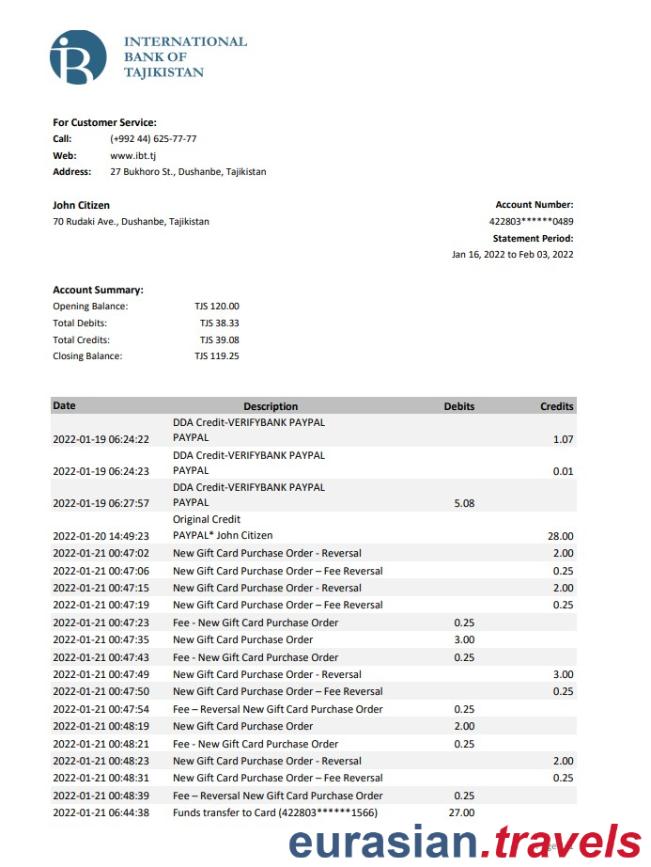 INTERNATIONAL
BANK OF
TAJIKISTAN
For Customer Service:
Call: (+992 44) 625-77-77
Web: www.ibt.tj
Address: 27 Bukhoro St., Dushanbe, Tajikistan
John Citizen
70 Rudaki Ave., Dushanbe, Tajikistan
Account Number:
422803******0489
Statement Period:
Jan 16, 2022 to Feb 03, 2022
Account Summary:
Opening Balance: TJS 120.00
Total Debits: TJS 38.33
Total Credits: TJS 39.08
Closing Balance: TJS 119.25
Date Description Debits Credits
DDA Credit-VERIFYBANK PAYPAL
2022-01-19 06:24:22 PAYPAL 1.07
DDA Credit-VERIFYBANK PAYPAL
2022-01-19 06:24:23 PAYPAL 0.01
DDA Credit-VERIFYBANK PAYPAL
2022-01-19 06:27:57 PAYPAL 5.08
Original Credit
2022-01-20 14:49:23 PAYPAL* John Citizen 28.00
2022-01-21 00:47:02 New Gift Card Purchase Order - Reversal 2.00
2022-01-21 00:47:06 New Gift Card Purchase Order – Fee Reversal 0.25
2022-01-21 00:47:15 New Gift Card Purchase Order - Reversal 2.00
2022-01-21 00:47:19 New Gift Card Purchase Order – Fee Reversal 0.25
2022-01-21 00:47:23 Fee - New Gift Card Purchase Order 0.25
2022-01-21 00:47:35 New Gift Card Purchase Order 3.00
2022-01-21 00:47:43 Fee - New Gift Card Purchase Order 0.25
2022-01-21 00:47:49 New Gift Card Purchase Order - Reversal 3.00
2022-01-21 00:47:50 New Gift Card Purchase Order – Fee Reversal 0.25
2022-01-21 00:47:54 Fee – Reversal New Gift Card Purchase Order 0.25
2022-01-21 00:48:19 New Gift Card Purchase Order 2.00
2022-01-21 00:48:21 Fee - New Gift Card Purchase Order 0.25
2022-01-21 00:48:23 New Gift Card Purchase Order - Reversal 2.00
2022-01-21 00:48:31 New Gift Card Purchase Order – Fee Reversal 0.25
2022-01-21 00:48:39 Fee – Reversal New Gift Card Purchase Order 0.25
2022-01-21 06:44:38 Funds transfer to Card (422803******1566) 27.00
eurasian.travels